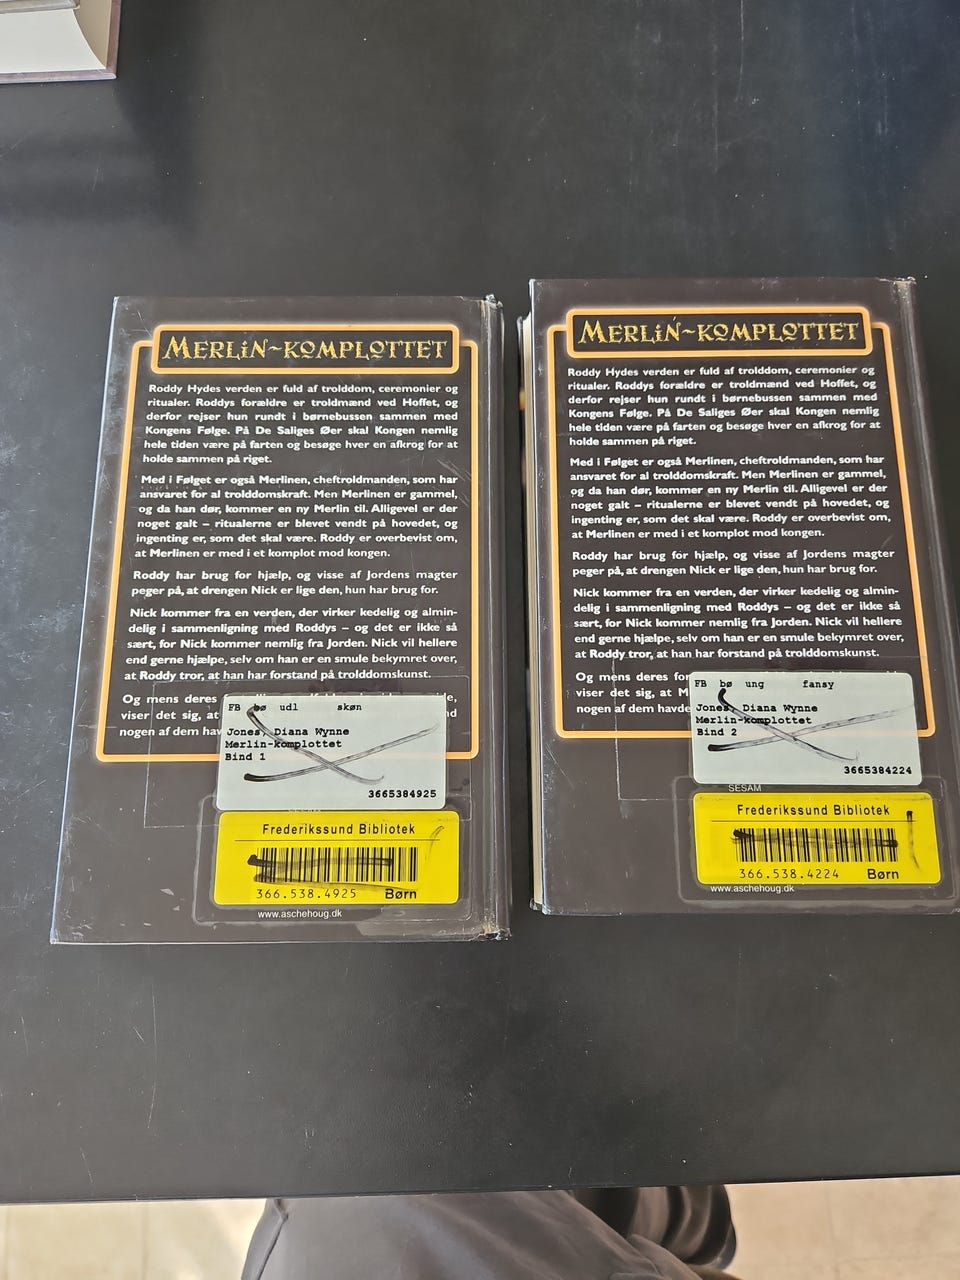 MERLIN~KOMPLOTTET
Roddy Hydes verden er fuld af trolddom, ceremonier og
ritualer. Roddys forældre er troldmænd ved Hoffet, og
derfor rejser hun rundt i børnebussen sammen med
Kongens Følge. På De Saliges Øer skal Kongen nemlig
hele tiden være på farten og besøge hver en afkrog for at
holde sammen på riget.
Med i Følget er også Merlinen, cheftroldmanden, som har
ansvaret for al trolddomskraft. Men Merlinen er gammel,
og da han dør, kommer en ny Merlin til. Alligevel er der
noget galt – ritualerne er blevet vendt på hovedet, og
ingenting er, som det skal være. Roddy er overbevist om,
at Merlinen er med i et komplot mod kongen.
Roddy har brug for hjælp, og visse af Jordens magter
peger på, at drengen Nick er lige den, hun har brug for.
Nick kommer fra en verden, der virker kedelig og almin-
delig i sammenligning med Roddys – og det er ikke så
sært, for Nick kommer nemlig fra Jorden. Nick vil hellere
end gerne hjælpe, selv om han er en smule bekymret over,
at Roddy tror, at han har forstand på trolddomskunst.
Og mens deres
viser det sig, at
nogen af dem hav
FB bø udl skøn
Jones, Diana Wynne
Merlin-komplottet
Bind 1
3665384925
Frederikssund Bibliotek
366.538.4925 Børn
www.aschehoug.dk
MERLIN~KOMPLOTTET
Roddy Hydes verden er fuld af trolddom, ceremonier og
ritualer. Roddys forældre er troldmænd ved Hoffet, og
derfor rejser hun rundt i børnebussen sammen med
Kongens Følge. På De Saliges Øer skal Kongen nemlig
hele tiden være på farten og besøge hver en afkrog for at
holde sammen på riget.
Med i Følget er også Merlinen, cheftroldmanden, som har
ansvaret for al trolddomskraft. Men Merlinen er gammel,
og da han dør, kommer en ny Merlin til. Alligevel er der
noget galt – ritualerne er blevet vendt på hovedet, og
ingenting er, som det skal være. Roddy er overbevist om,
at Merlinen er med i et komplot mod kongen.
Roddy har brug for hjælp, og visse af Jordens magter
peger på, at drengen Nick er lige den, hun har brug for.
Nick kommer fra en verden, der virker kedelig og almin-
delig i sammenligning med Roddys – og det er ikke så
sært, for Nick kommer nemlig fra Jorden. Nick vil hellere
end gerne hjælpe, selv om han er en smule bekymret over,
at Roddy tror, at han har forstand på trolddomskunst.
Og mens deres for
viser det sig, at M
nogen af dem havde
FB bø ung fansy
Jones, Diana Wynne
Merlin-komplottet
Bind 2
3665384224
SESAM
Frederikssund Bibliotek
366.538.4224 Børn
www.aschehoug.dk